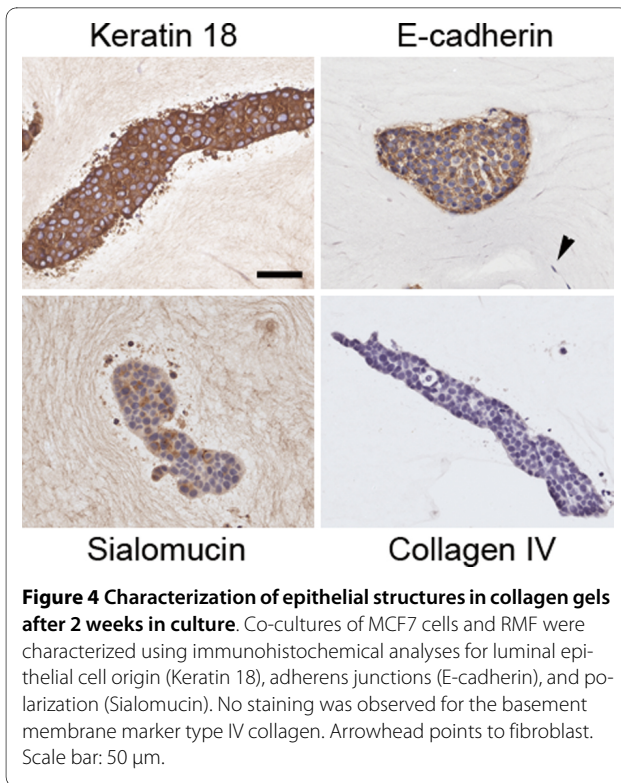 Keratin 18 E-cadherin
Sialomucin Collagen IV
Figure 4 Characterization of epithelial structures in collagen gels
after 2 weeks in culture. Co-cultures of MCF7 cells and RMF were
characterized using immunohistochemical analyses for luminal epi-
thelial cell origin (Keratin 18), adherens junctions (E-cadherin), and po-
larization (Sialomucin). No staining was observed for the basement
membrane marker type IV collagen. Arrowhead points to fibroblast.
Scale bar: 50 μm.